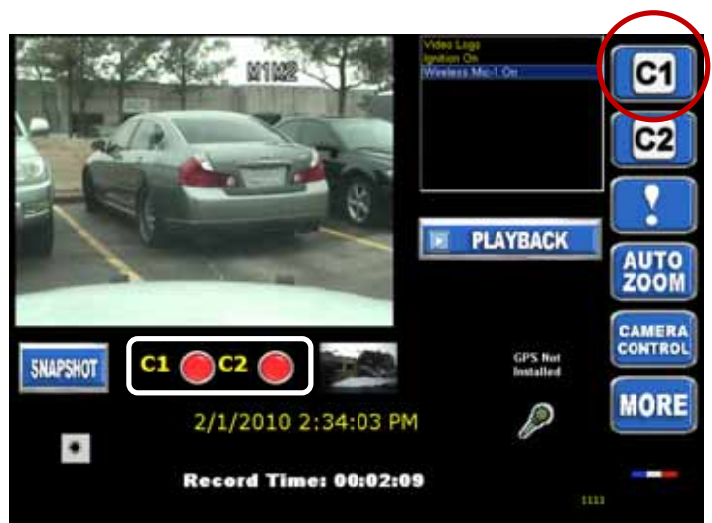 M1M2
Video Logs
Ignition On
Wireless Mic-1 On
C1
C2
!
PLAYBACK
AUTO
ZOOM
CAMERA
CONTROL
MORE
SNAPSHOT
C1 C2
GPS Not
Installed
2/1/2010 2:34:03 PM
Record Time: 00:02:09
1111